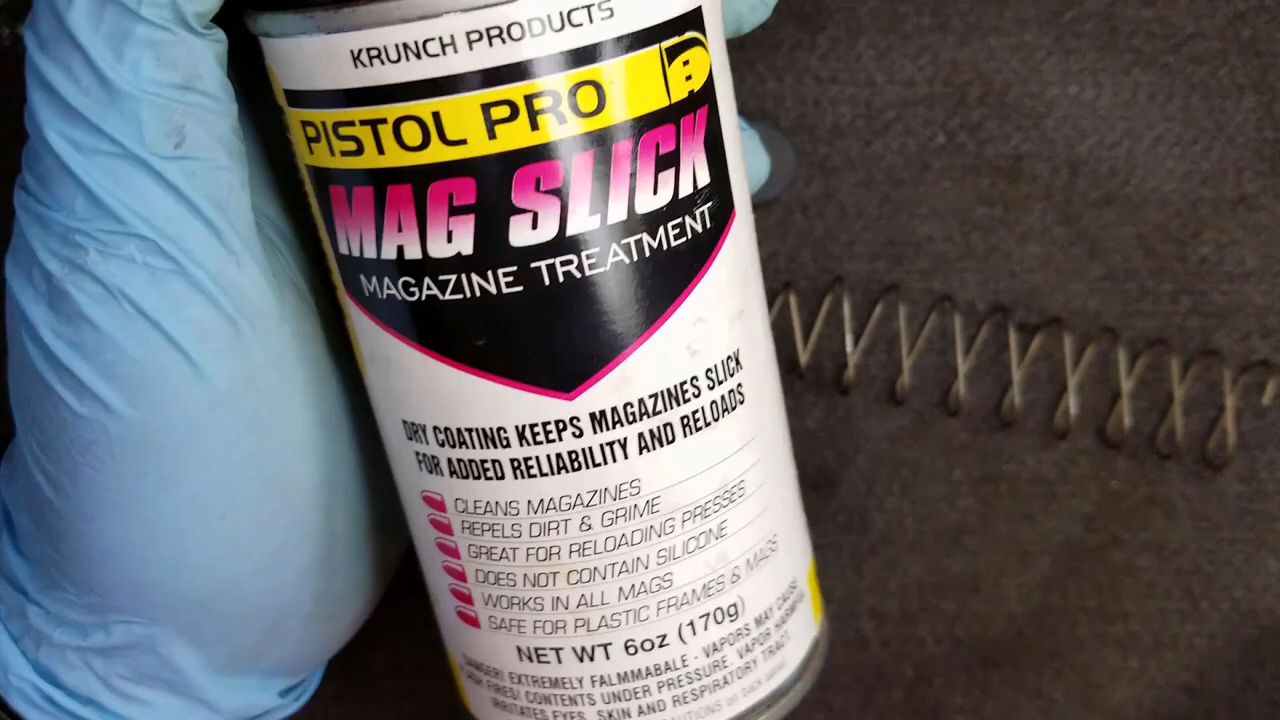 KRUNCH PRODUCTS
PISTOL PRO
MAG SLICK
MAGAZINE TREATMENT
DRY COATING KEEPS MAGAZINES SLICK
FOR ADDED RELIABILITY AND RELOADS
CLEANS MAGAZINES
REPELS DIRT & GRIME
GREAT FOR RELOADING PRESSES
DOES NOT CONTAIN SILICONE
WORKS IN ALL MAGS
SAFE FOR PLASTIC FRAMES & MAGS
NET WT 6oz (170g)
DANGER! EXTREMELY FALMMABALE - VAPORS MAY CAUSE
FLASH FIRES! CONTENTS UNDER PRESSURE, VAPOR HARMFUL.
IRRITATES EYES, SKIN AND RESPIRATORY TRACT.